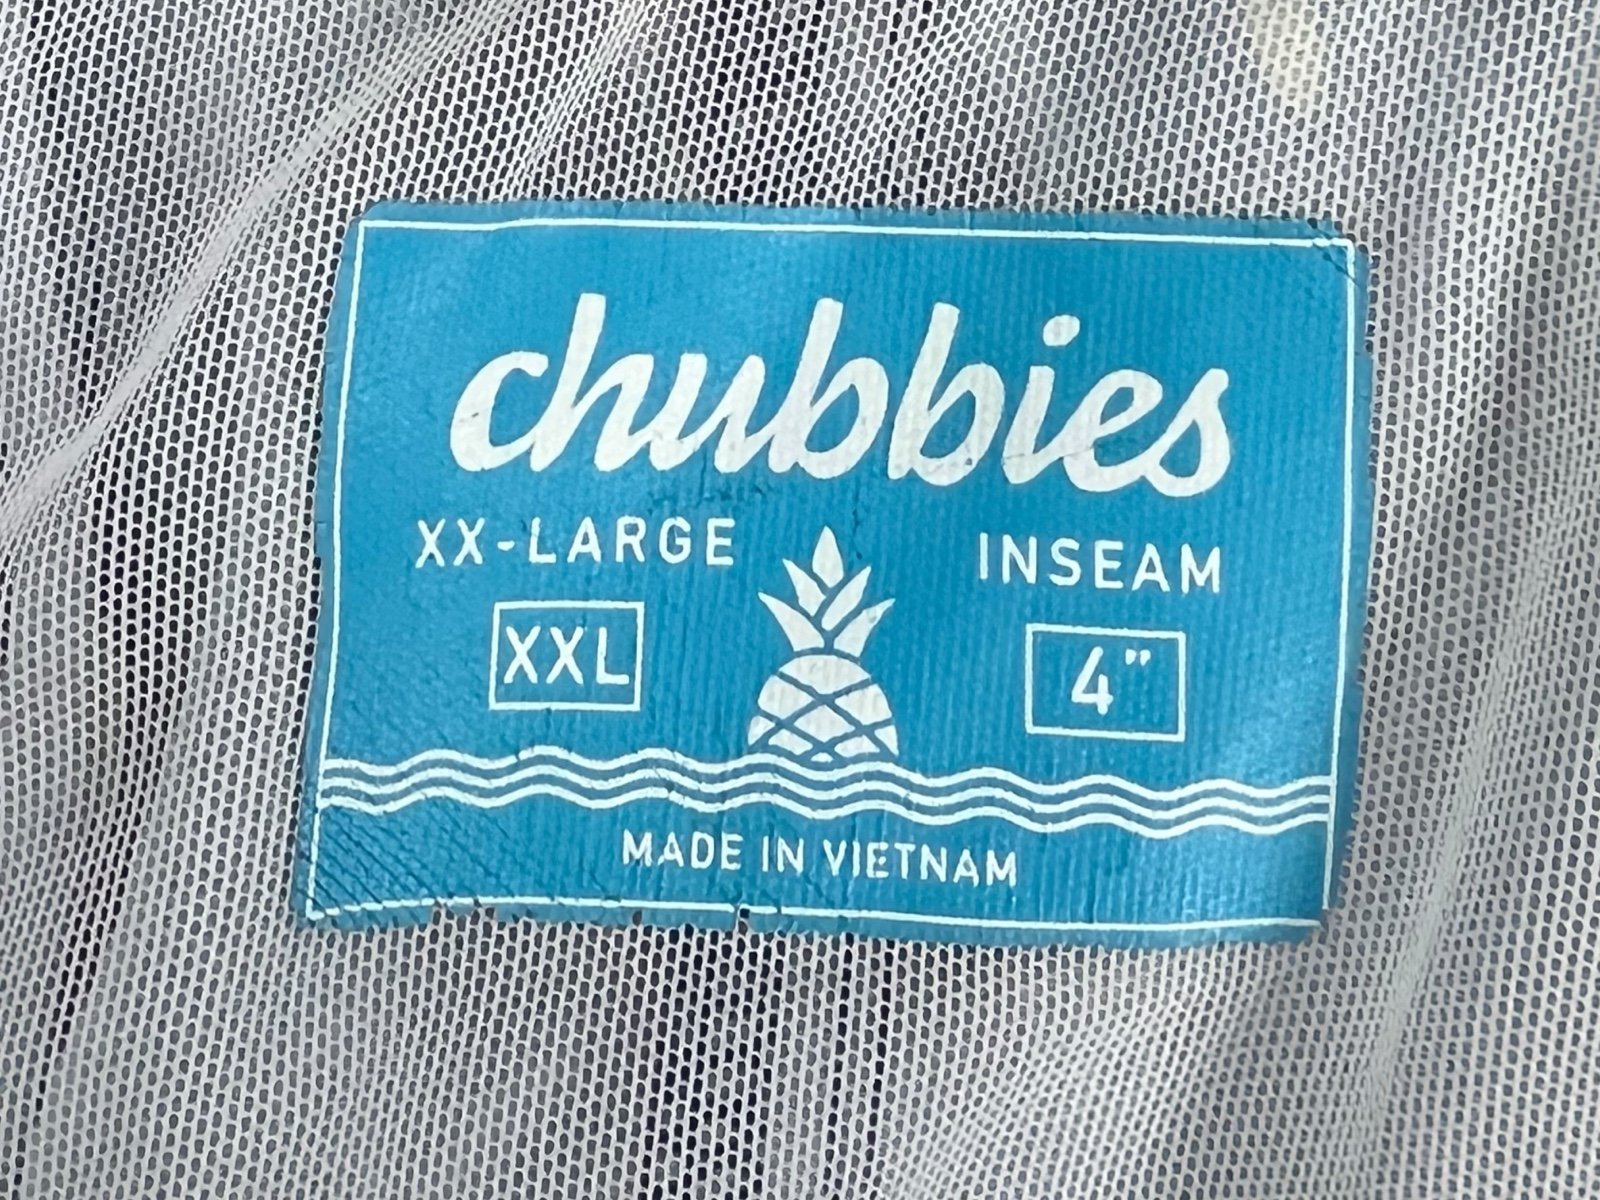 chubbies
XX-LARGE INSEAM
XXL 4"
MADE IN VIETNAM